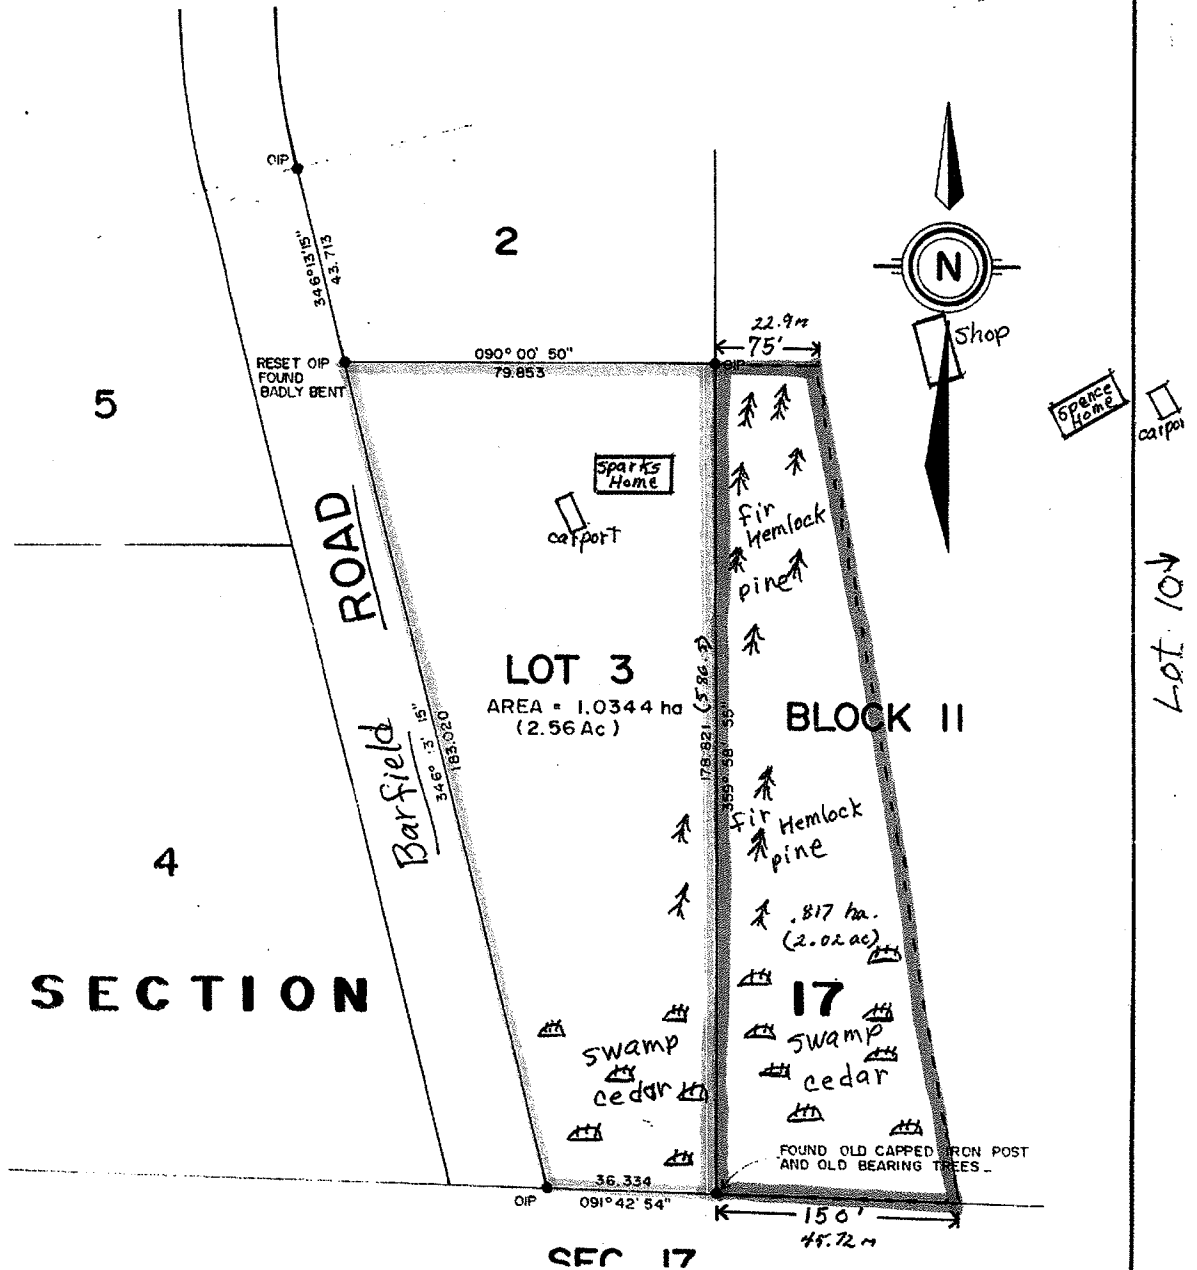 OIP
346°13'15"
43.713
2
N
22.9m
75'
shop
090° 00' 50"
79.853
OIP
RESET OIP
FOUND
BADLY BENT
5
Spence
Home
Sparks
Home
carport
fir
Hemlock
pine
ROAD
Lot 10
LOT 3
AREA = 1.0344 ha
(2.56 Ac)
178.821
359° 58' 55"
BLOCK 11
Barfield
346° 13' 15"
183.020
fir Hemlock
pine
4
.817 ha.
(2.02 ac)
SECTION
17
swamp
cedar
swamp
cedar
FOUND OLD CAPPED IRON POST
AND OLD BEARING TREES
36.334
OIP
091°42'54"
150'
45.72 m
SEC 17